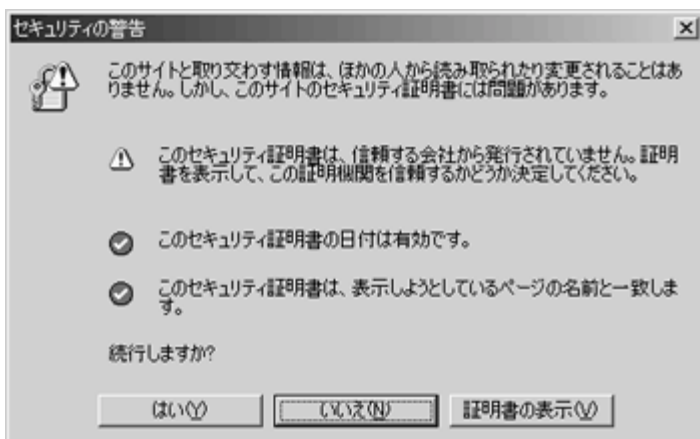 セキュリティの警告
このサイトと取り交わす情報は、ほかの人から読み取られたり変更されることはあ
りません。しかし、このサイトのセキュリティ証明書には問題があります。
このセキュリティ証明書は、信頼する会社から発行されていません。証明
書を表示して、この証明機関を信頼するかどうか決定してください。
このセキュリティ証明書の日付は有効です。
このセキュリティ証明書は、表示しようとしているページの名前と一致しま
す。
続行しますか?
はい(Y) いいえ(N) 証明書の表示(V)